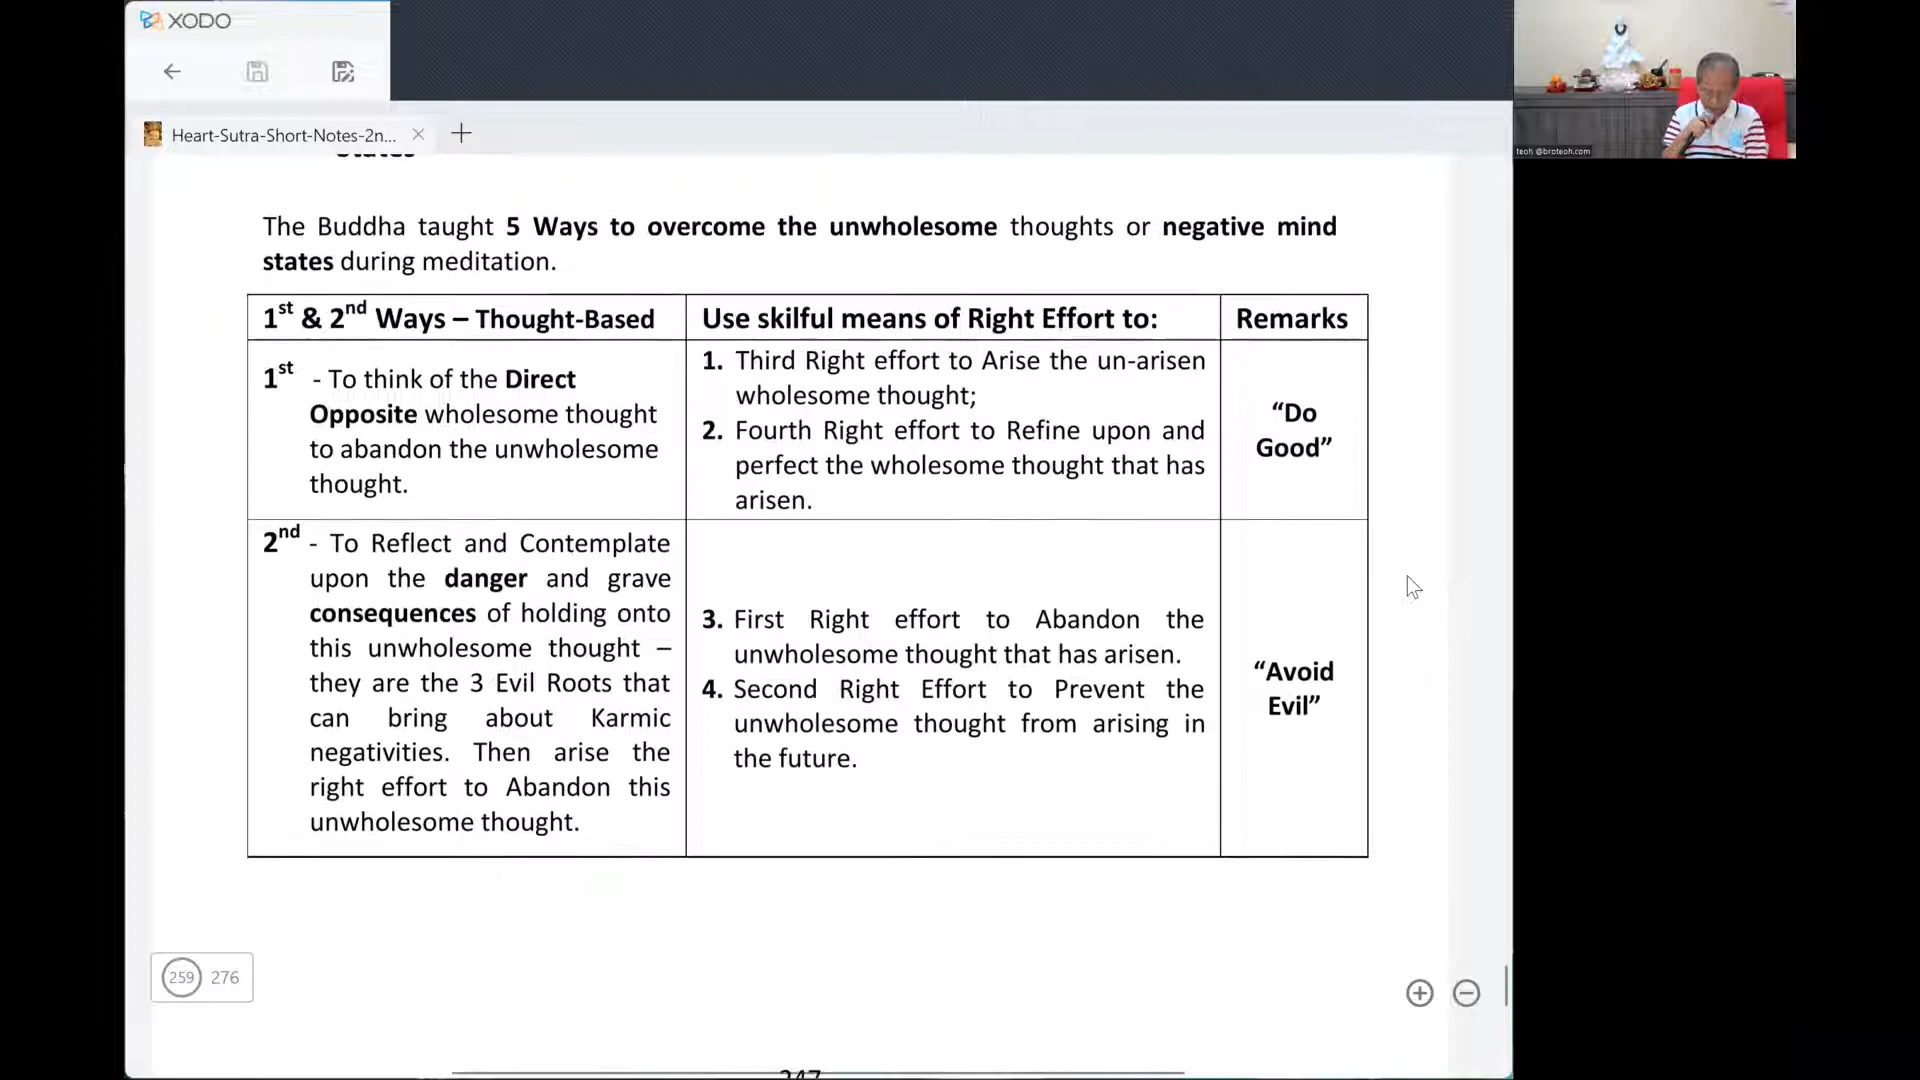 XODO
teoh @broteoh.com
Heart-Sutra-Short-Notes-2n...
States
The Buddha taught 5 Ways to overcome the unwholesome thoughts or negative mind
states during meditation.
1st & 2nd Ways – Thought-Based
Use skilful means of Right Effort to:
Remarks
1st - To think of the Direct
Opposite wholesome thought
to abandon the unwholesome
thought.
1. Third Right effort to Arise the un-arisen
wholesome thought;
2. Fourth Right effort to Refine upon and
perfect the wholesome thought that has
arisen.
“Do
Good”
2nd - To Reflect and Contemplate
upon the danger and grave
consequences of holding onto
this unwholesome thought –
they are the 3 Evil Roots that
can bring about Karmic
negativities. Then arise the
right effort to Abandon this
unwholesome thought.
3. First Right effort to Abandon the
unwholesome thought that has arisen.
4. Second Right Effort to Prevent the
unwholesome thought from arising in
the future.
“Avoid
Evil”
259 276
247